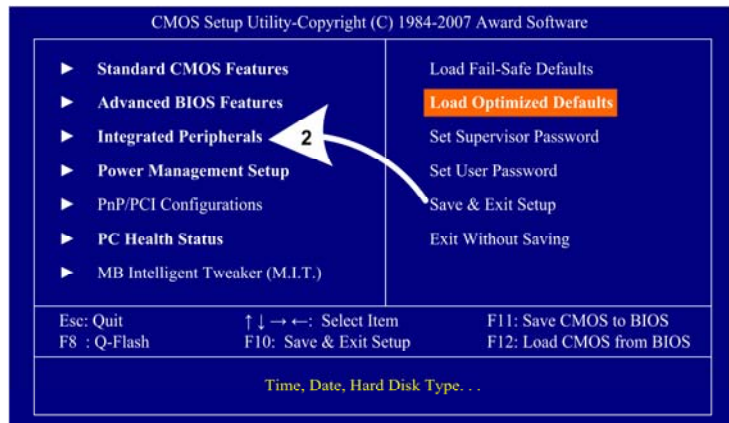 CMOS Setup Utility-Copyright (C) 1984-2007 Award Software
► Standard CMOS Features
► Advanced BIOS Features
► Integrated Peripherals
► Power Management Setup
► PnP/PCI Configurations
► PC Health Status
► MB Intelligent Tweaker (M.I.T.)
2
Load Fail-Safe Defaults
Load Optimized Defaults
Set Supervisor Password
Set User Password
Save & Exit Setup
Exit Without Saving
Esc: Quit ↑ ↓ → ←: Select Item F11: Save CMOS to BIOS
F8 : Q-Flash F10: Save & Exit Setup F12: Load CMOS from BIOS
Time, Date, Hard Disk Type. . .